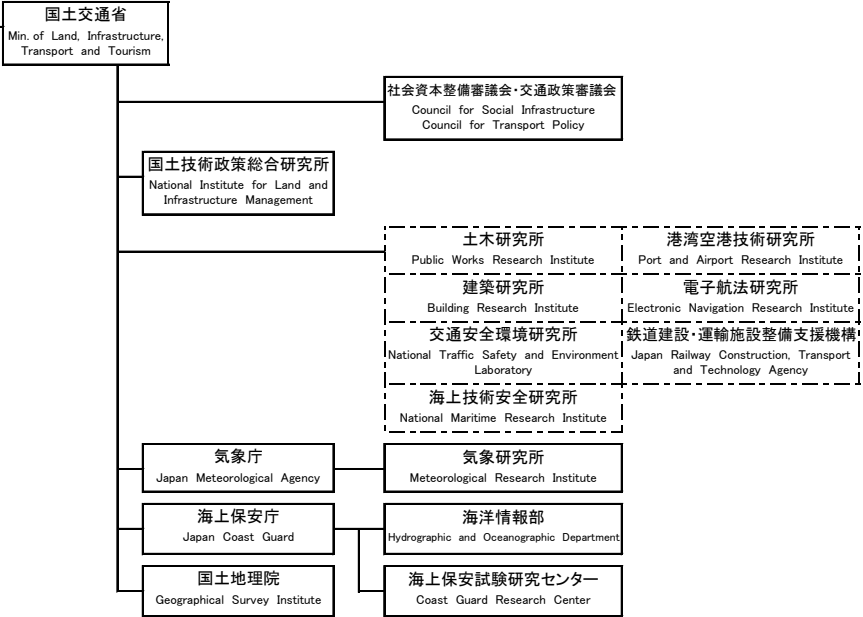 国土交通省
Min. of Land, Infrastructure,
Transport and Tourism
社会資本整備審議会・交通政策審議会
Council for Social Infrastructure
Council for Transport Policy
国土技術政策総合研究所
National Institute for Land and
Infrastructure Management
土木研究所
Public Works Research Institute
港湾空港技術研究所
Port and Airport Research Institute
建築研究所
Building Research Institute
電子航法研究所
Electronic Navigation Research Institute
交通安全環境研究所
National Traffic Safety and Environment
Laboratory
鉄道建設・運輸施設整備支援機構
Japan Railway Construction, Transport
and Technology Agency
海上技術安全研究所
National Maritime Research Institute
気象庁
Japan Meteorological Agency
気象研究所
Meteorological Research Institute
海上保安庁
Japan Coast Guard
海洋情報部
Hydrographic and Oceanographic Department
国土地理院
Geographical Survey Institute
海上保安試験研究センター
Coast Guard Research Center